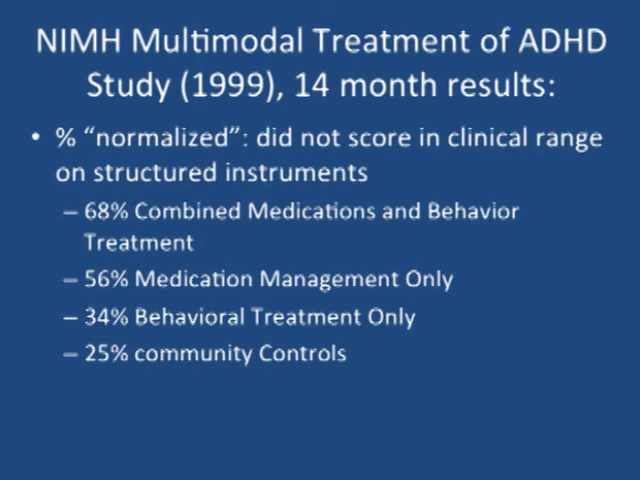 NIMH Multimodal Treatment of ADHD
Study (1999), 14 month results:
• % “normalized”: did not score in clinical range
on structured instruments
– 68% Combined Medications and Behavior
Treatment
– 56% Medication Management Only
– 34% Behavioral Treatment Only
– 25% community Controls